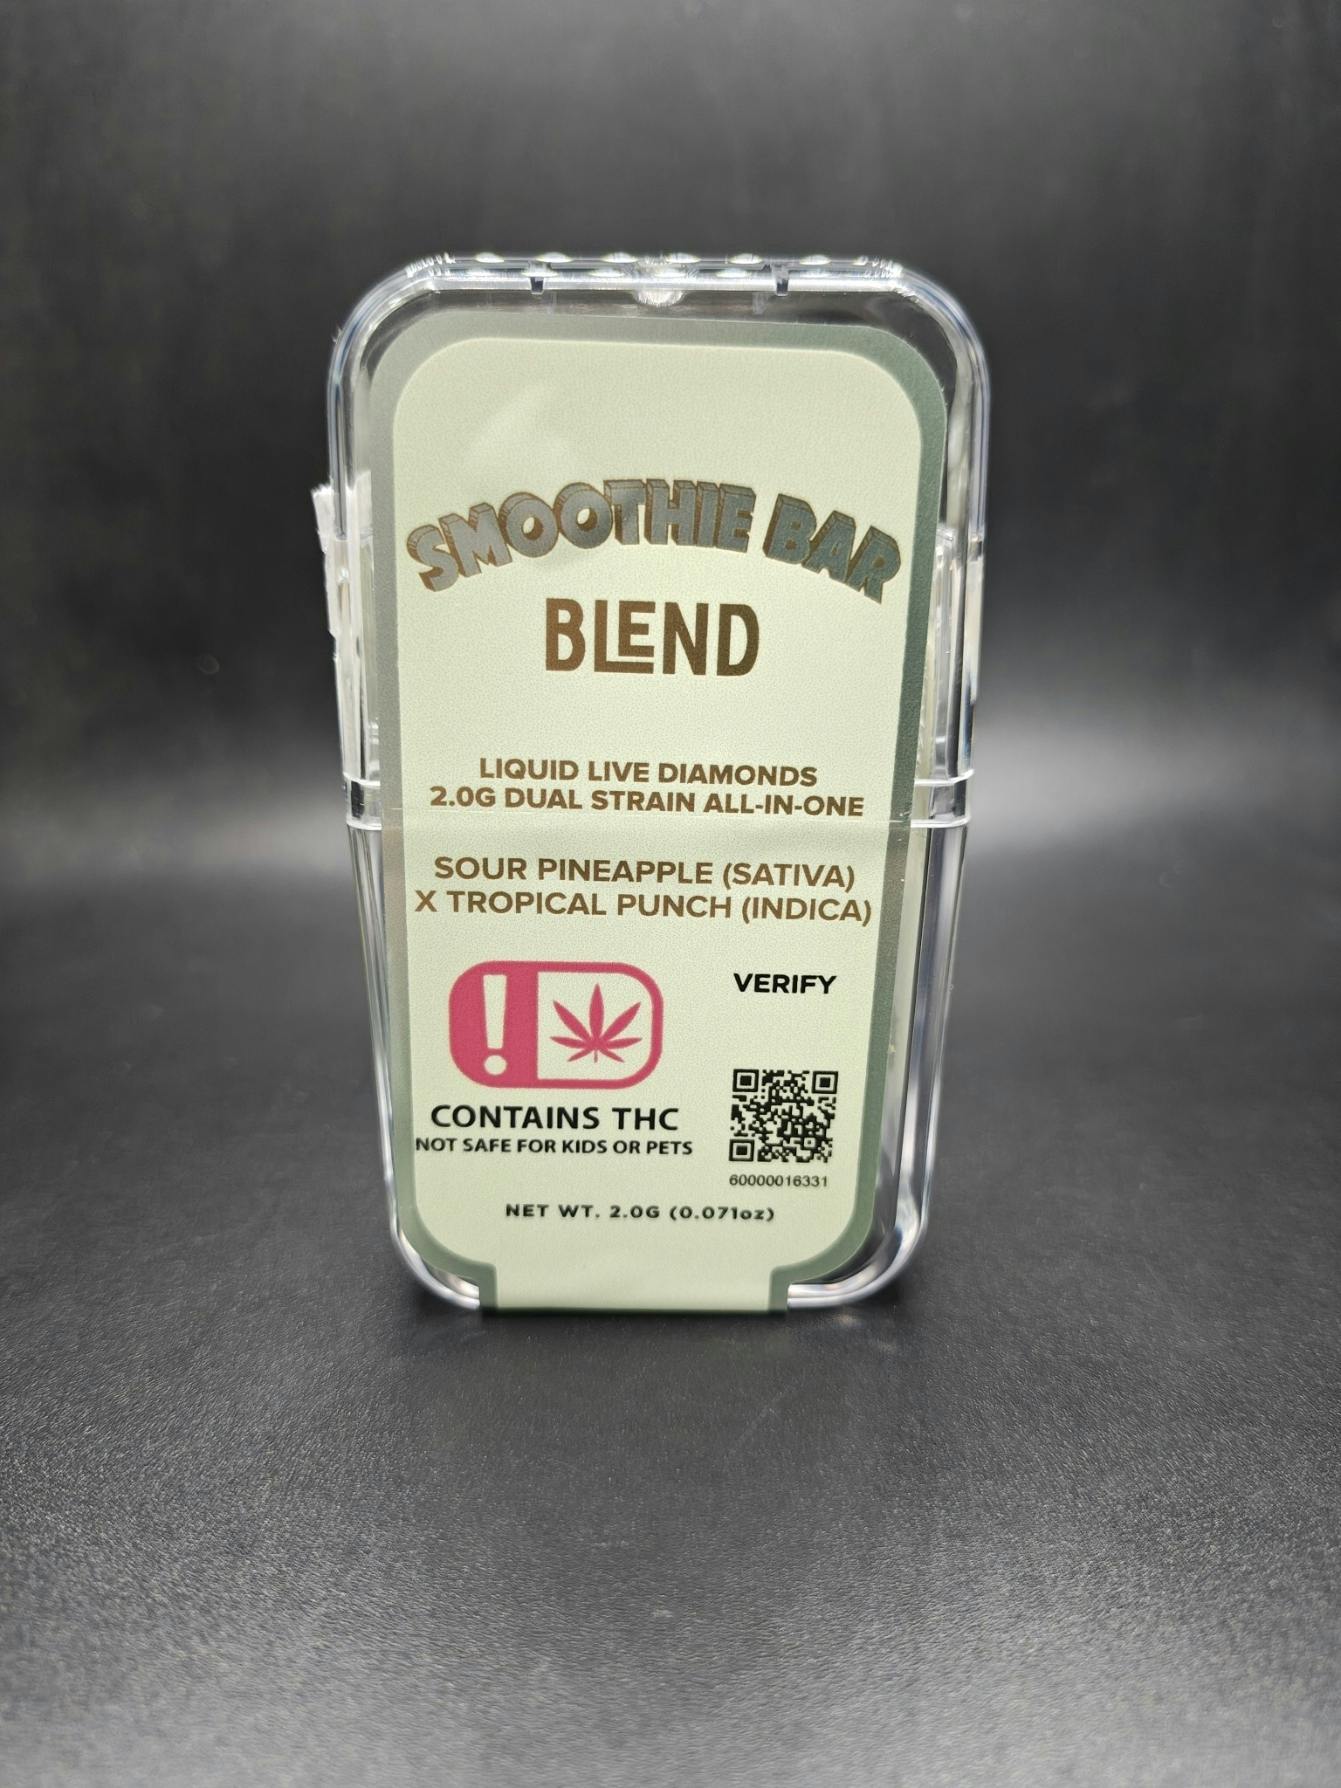 SMOOTHIE BAR
BLEND
LIQUID LIVE DIAMONDS
2.0G DUAL STRAIN ALL-IN-ONE
SOUR PINEAPPLE (SATIVA)
X TROPICAL PUNCH (INDICA)
VERIFY
CONTAINS THC
NOT SAFE FOR KIDS OR PETS
60000016331
NET WT. 2.0G (0.071oz)